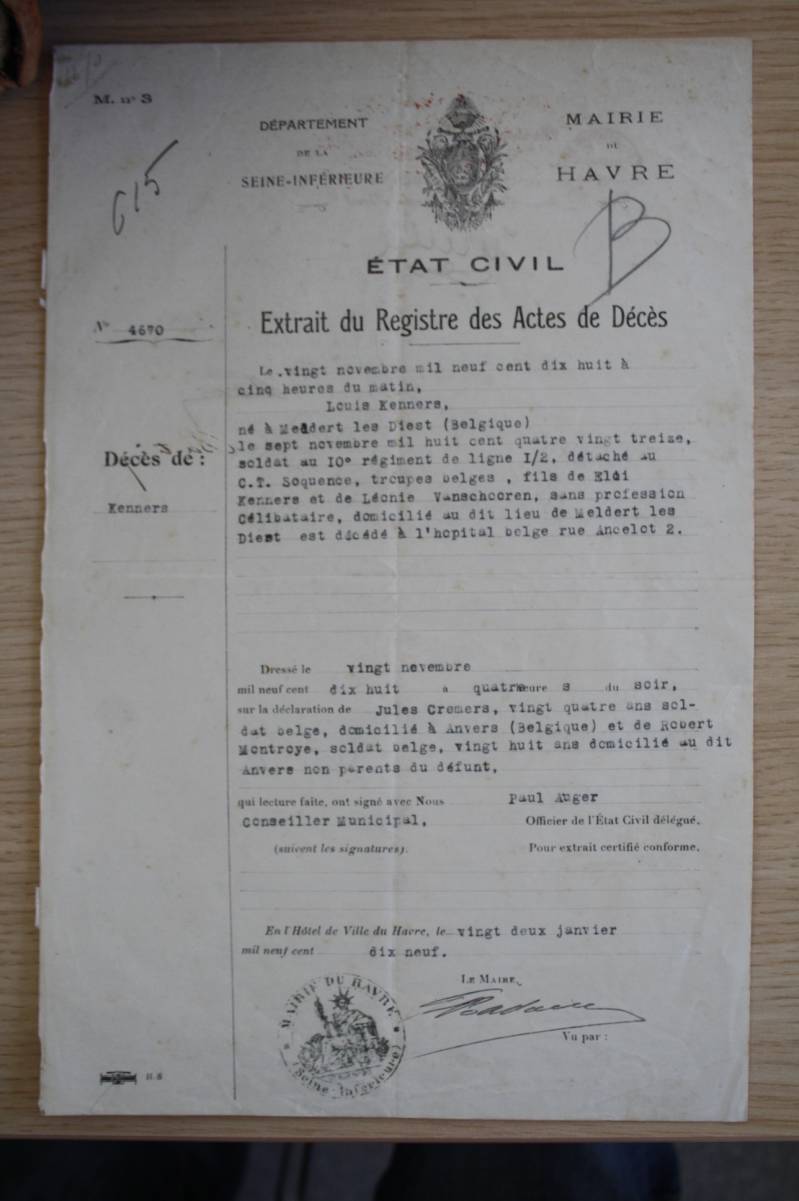 M. nº 3
DÉPARTEMENT
DE LA
SEINE-INFÉRIEURE
MAIRIE
DU
HAVRE
615
B
ÉTAT CIVIL
Extrait du Registre des Actes de Décès
Nº 4670
Le vingt novembre mil neuf cent dix huit à
cinq heures du matin,
Louis Kenners,
né à Meldert les Diest (Belgique)
le sept novembre mil huit cent quatre vingt treize,
soldat au 10e régiment de ligne I/2, détaché au
C.T. Soquence, troupes belges , fils de Eloi
Kenners et de Léonie Vanschooren, sans profession
Célibataire, domicilié au dit lieu de Meldert les
Diest est décédé à l'hopital belge rue Ancelot 2.
Décès de :
Kenners
Dressé le vingt novembre
mil neuf cent dix huit à quatre heure s du soir,
sur la déclaration de Jules Cremers, vingt quatre ans sol-
dat belge, domicilié à Anvers (Belgique) et de Robert
Montroye, soldat belge, vingt huit ans domicilié au dit
Anvers non parents du défunt,
qui lecture faite, ont signé avec Nous Paul Auger
Conseiller Municipal, Officier de l'État Civil délégué.
(suivent les signatures). Pour extrait certifié conforme.
En l'Hôtel de Ville du Havre, le vingt deux janvier
mil neuf cent dix neuf.
LE MAIRE,
Vu par :
MAIRIE DU HAVRE
(Seine-Inférieure)